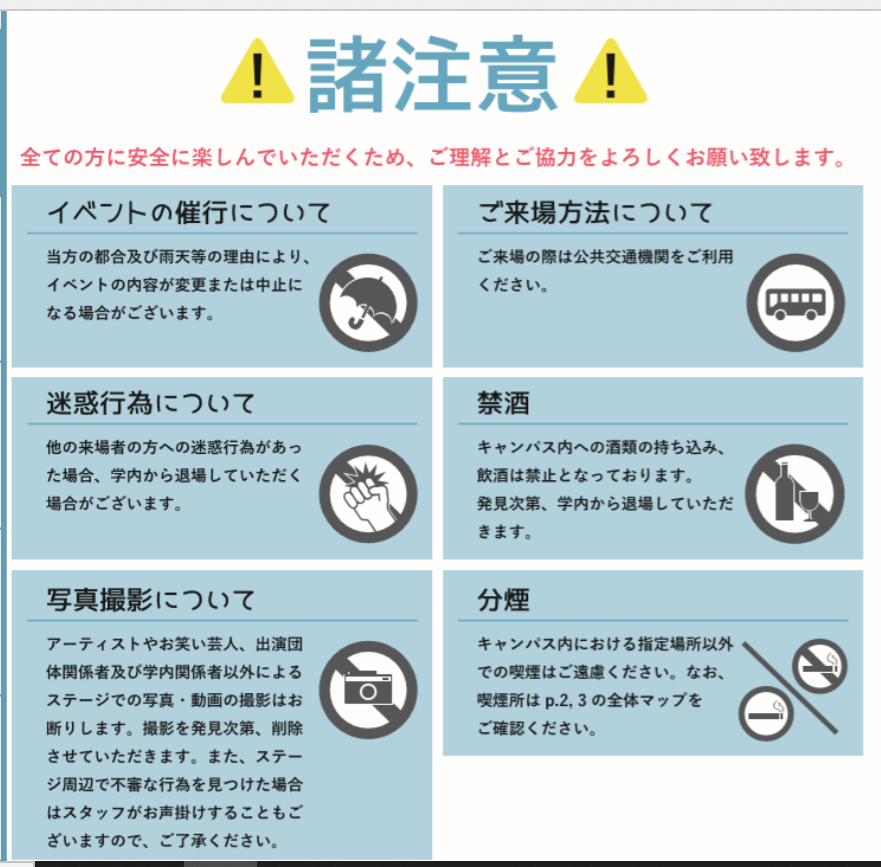 諸注意
全ての方に安全に楽しんでいただくため、ご理解とご協力をよろしくお願い致します。
イベントの催行について
当方の都合及び雨天等の理由により、
イベントの内容が変更または中止に
なる場合がございます。
ご来場方法について
ご来場の際は公共交通機関をご利用
ください。
迷惑行為について
他の来場者の方への迷惑行為があっ
た場合、学内から退場していただく
場合がございます。
禁酒
キャンパス内への酒類の持ち込み、
飲酒は禁止となっております。
発見次第、学内から退場していただ
きます。
写真撮影について
アーティストやお笑い芸人、出演団
体関係者及び学内関係者以外による
ステージでの写真・動画の撮影はお
断りします。撮影を発見次第、削除
させていただきます。また、ステー
ジ周辺で不審な行為を見つけた場合
はスタッフがお声掛けすることもご
ざいますので、ご了承ください。
分煙
キャンパス内における指定場所以外
での喫煙はご遠慮ください。なお、
喫煙所は p.2, 3 の全体マップを
ご確認ください。